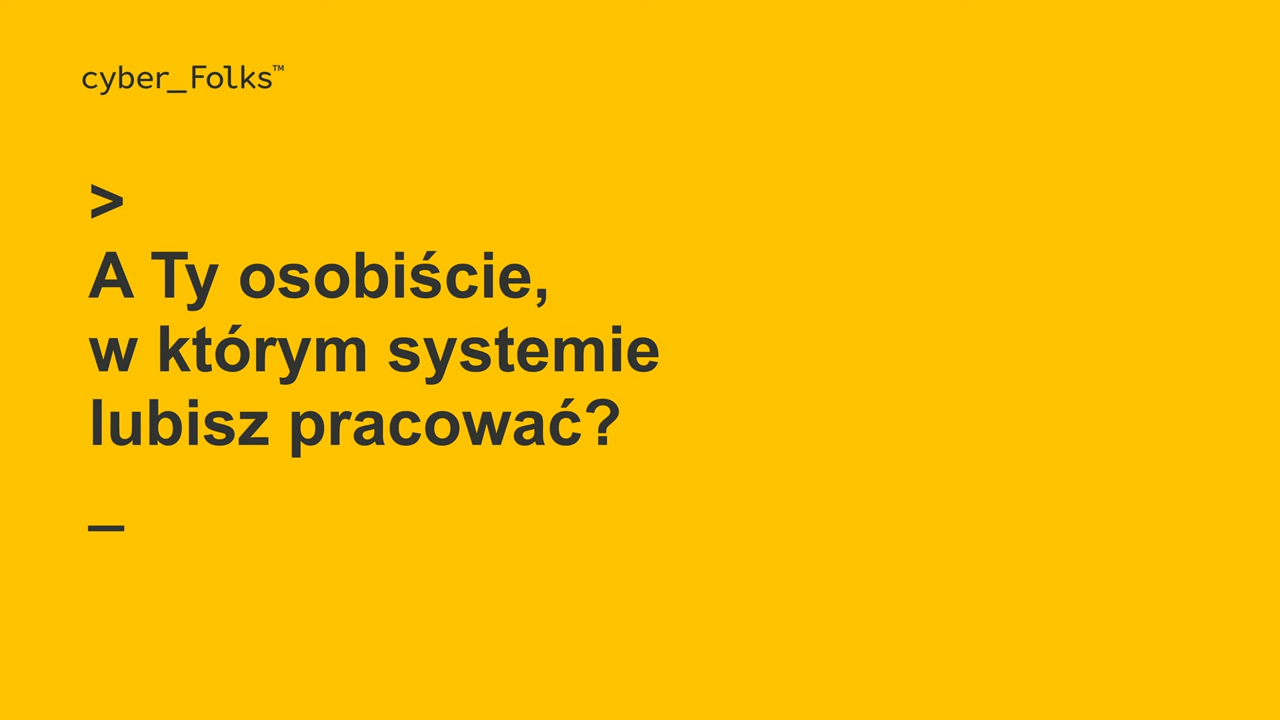 cyber_Folks™
>
A Ty osobiście,
w którym systemie
lubisz pracować?
_